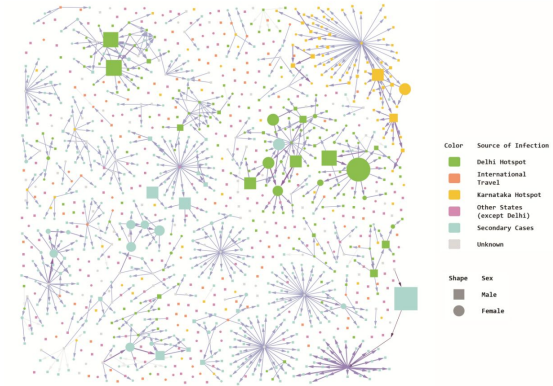 Color Source of Infection
Delhi Hotspot
International
Travel
Karnataka Hotspot
Other States
(except Delhi)
Secondary Cases
Unknown
Shape Sex
Male
Female